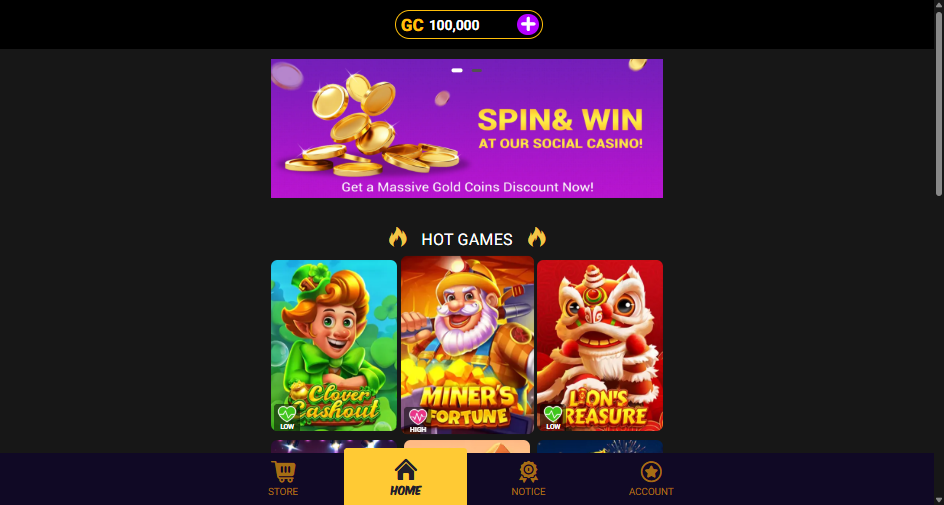 GC 100,000
SPIN& WIN
AT OUR SOCIAL CASINO!
Get a Massive Gold Coins Discount Now!
HOT GAMES
Clover
Cashout
LOW
MINER'S
FORTUNE
HIGH
LION'S
TREASURE
LOW
STORE
HOME
NOTICE
ACCOUNT